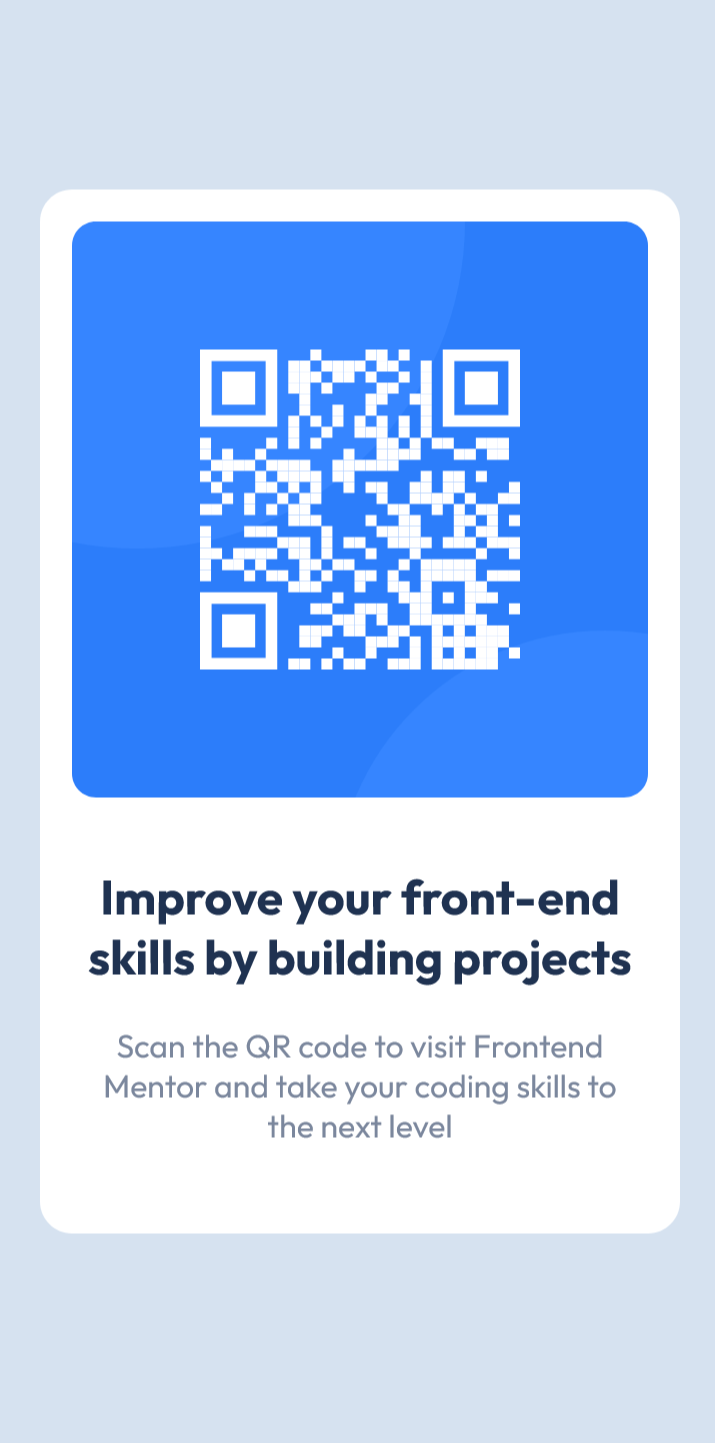 Improve your front-end
skills by building projects
Scan the QR code to visit Frontend
Mentor and take your coding skills to
the next level